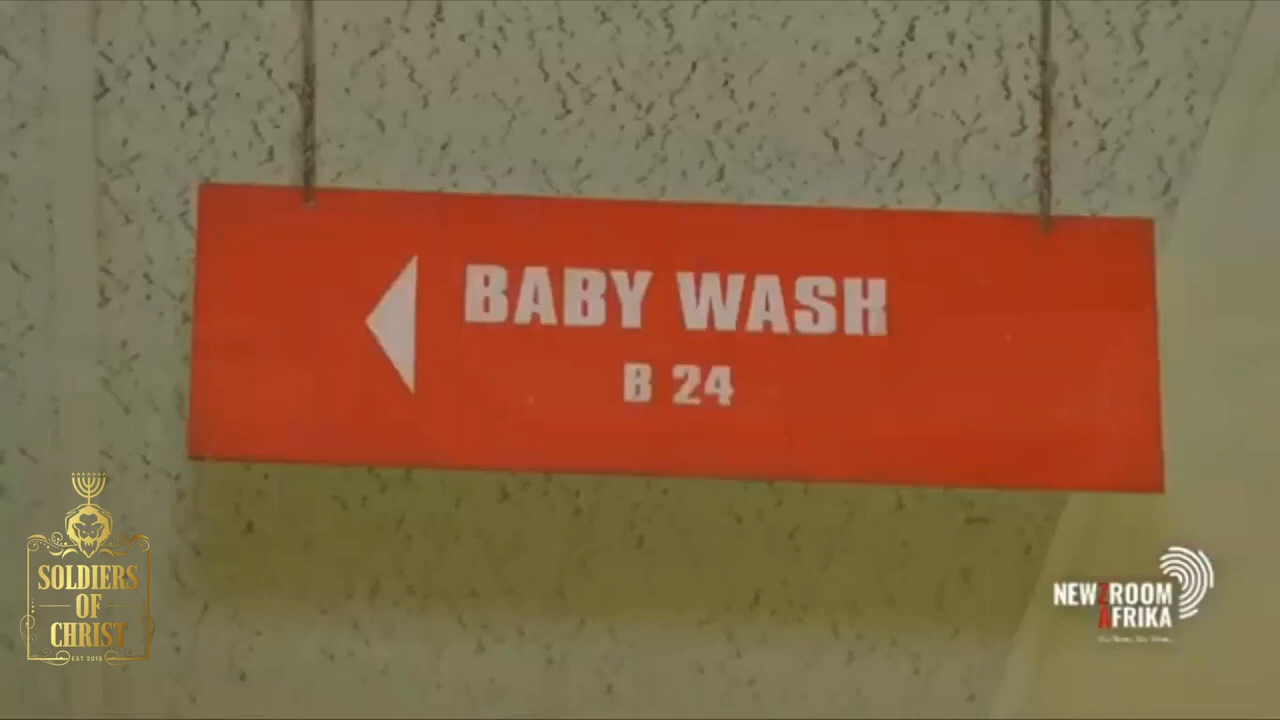 BABY WASH
B 24
SOLDIERS
OF
CHRIST
EST 2015
NEWZROOM
AFRIKA